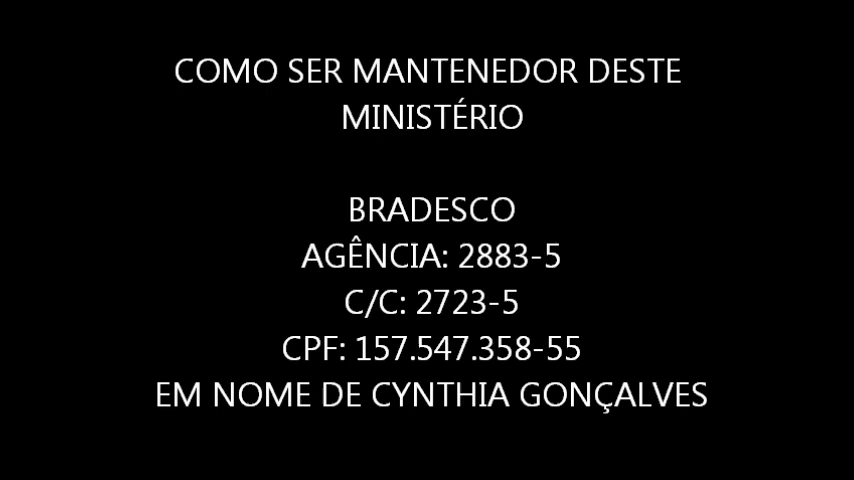 COMO SER MANTENEDOR DESTE
MINISTÉRIO
BRADESCO
AGÊNCIA: 2883-5
C/C: 2723-5
CPF: 157.547.358-55
EM NOME DE CYNTHIA GONÇALVES